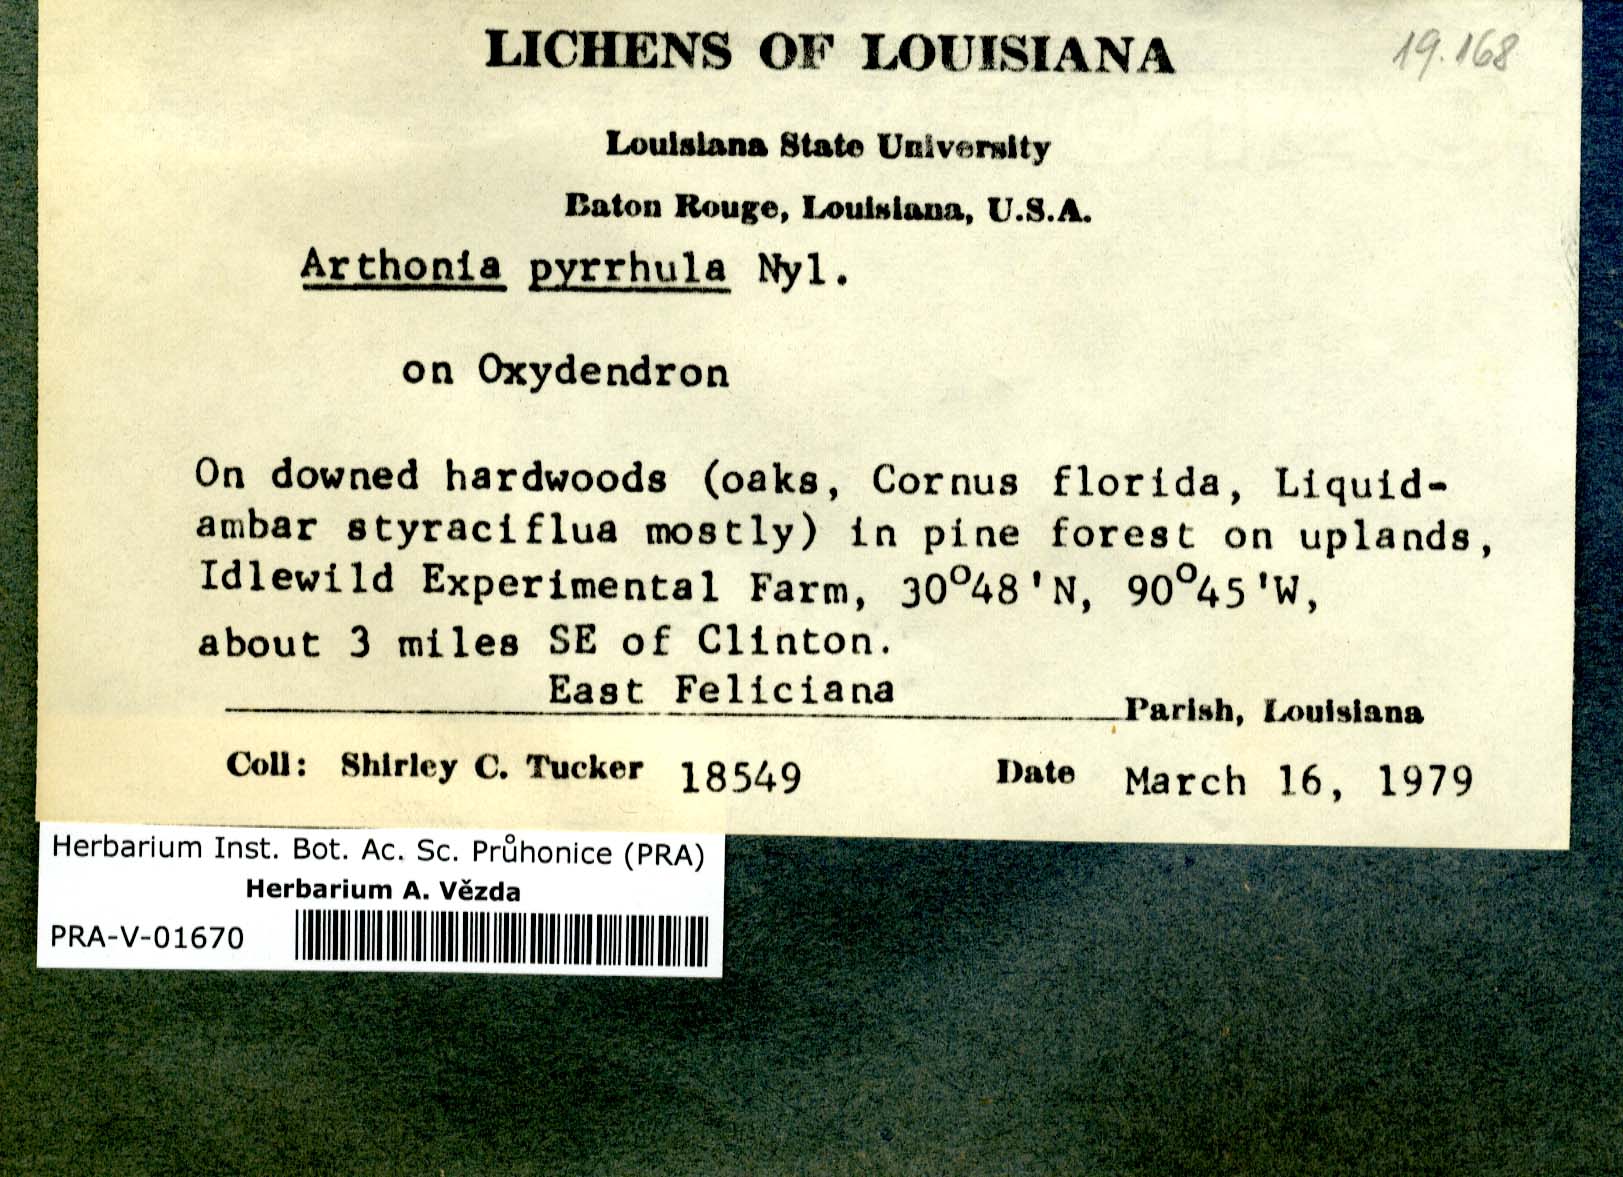 LICHENS OF LOUISIANA
19.168
Louisiana State University
Baton Rouge, Louisiana, U.S.A.
Arthonia pyrrhula Nyl.
on Oxydendron
On downed hardwoods (oaks, Cornus florida, Liquid-
ambar styraciflua mostly) in pine forest on uplands,
Idlewild Experimental Farm, 30°48'N, 90°45'W,
about 3 miles SE of Clinton.
East Feliciana Parish, Louisiana
Coll: Shirley C. Tucker 18549 Date March 16, 1979
Herbarium Inst. Bot. Ac. Sc. Průhonice (PRA)
Herbarium A. Vězda
PRA-V-01670